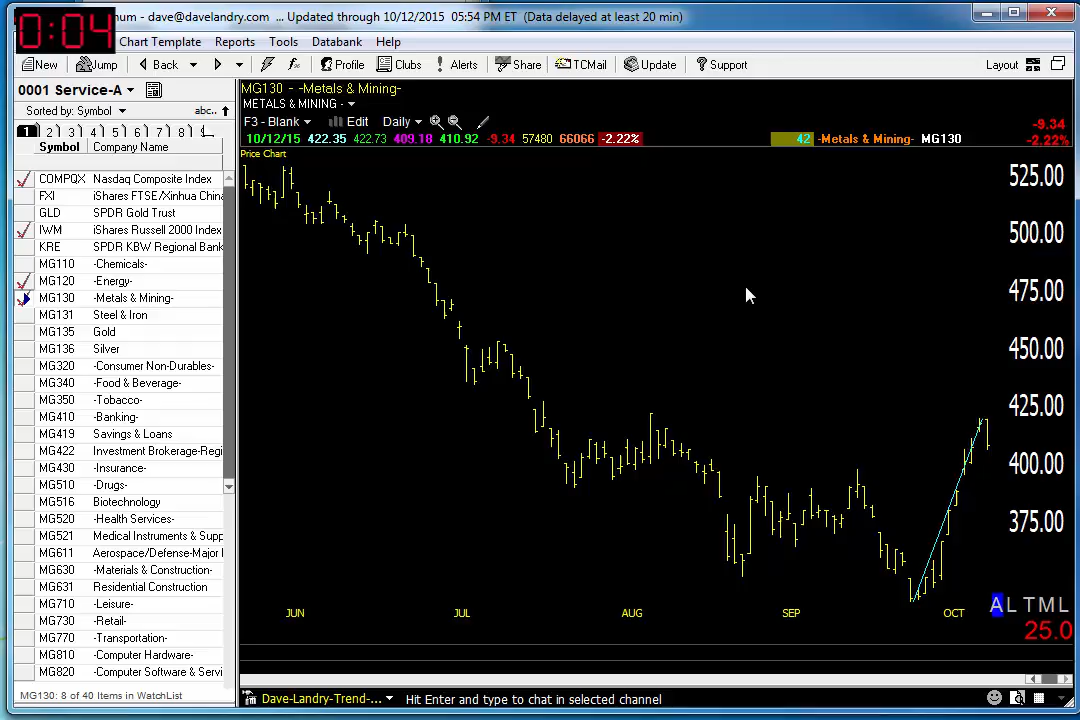 0:04
num - dave@davelandry.com ... Updated through 10/12/2015 05:54 PM ET (Data delayed at least 20 min)
Chart Template Reports Tools Databank Help
New Jump Back Profile Clubs Alerts Share TCMail Update Support Layout
0001 Service-A
Sorted by: Symbol abc..
1 2 3 4 5 6 7 8
Symbol Company Name
COMPQX Nasdaq Composite Index
FXI iShares FTSE/Xinhua China
GLD SPDR Gold Trust
IWM iShares Russell 2000 Index
KRE SPDR KBW Regional Bank
MG110 -Chemicals-
MG120 -Energy-
MG130 -Metals & Mining-
MG131 Steel & Iron
MG135 Gold
MG136 Silver
MG320 -Consumer Non-Durables-
MG340 -Food & Beverage-
MG350 -Tobacco-
MG410 -Banking-
MG419 Savings & Loans
MG422 Investment Brokerage-Regi
MG430 -Insurance-
MG510 -Drugs-
MG516 Biotechnology
MG520 -Health Services-
MG521 Medical Instruments & Supp
MG611 Aerospace/Defense-Major
MG630 -Materials & Construction-
MG631 Residential Construction
MG710 -Leisure-
MG730 -Retail-
MG770 -Transportation-
MG810 -Computer Hardware-
MG820 -Computer Software & Servi
MG130: 8 of 40 Items in WatchList
MG130 - -Metals & Mining-
METALS & MINING -
F3 - Blank Edit Daily
10/12/15 422.35 422.73 409.18 410.92 -9.34 57480 66066 -2.22% 42 -Metals & Mining- MG130
-9.34
-2.22%
Price Chart
525.00
500.00
475.00
450.00
425.00
400.00
375.00
JUN JUL AUG SEP OCT
A L T M L
25.0
Dave-Landry-Trend-... Hit Enter and type to chat in selected channel